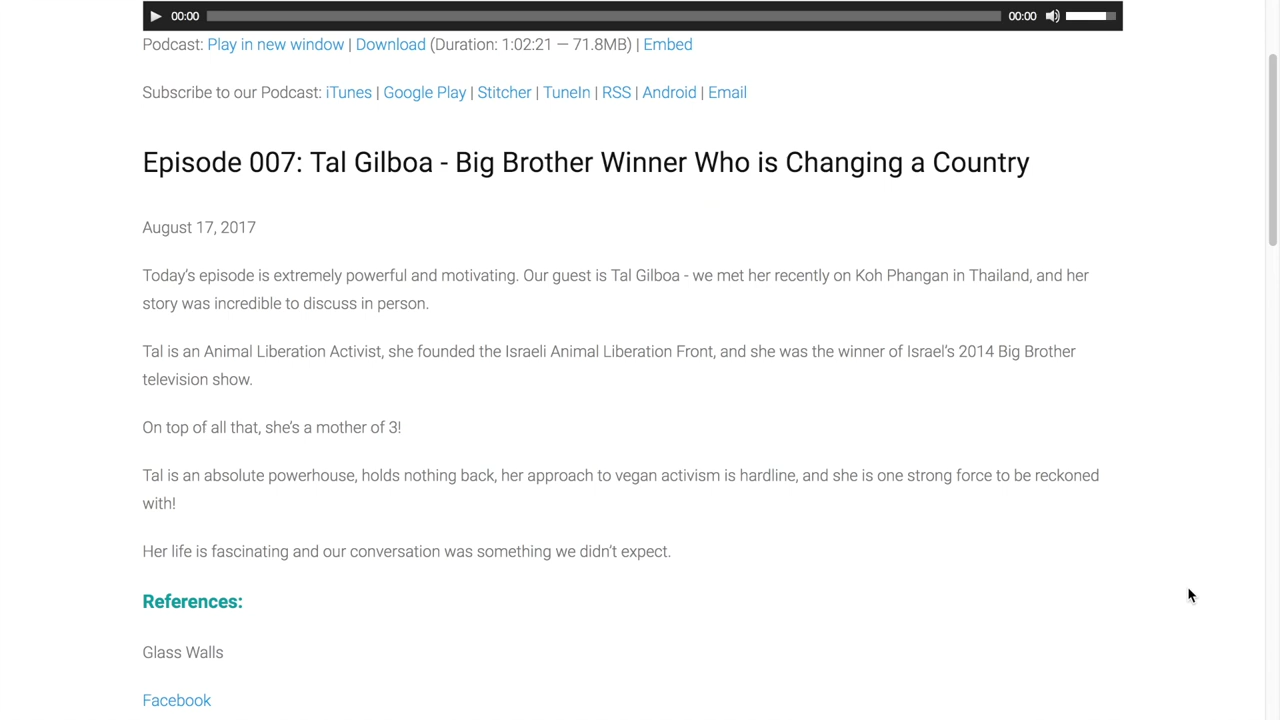 00:00 00:00
Podcast: Play in new window | Download (Duration: 1:02:21 — 71.8MB) | Embed
Subscribe to our Podcast: iTunes | Google Play | Stitcher | TuneIn | RSS | Android | Email
Episode 007: Tal Gilboa - Big Brother Winner Who is Changing a Country
August 17, 2017
Today’s episode is extremely powerful and motivating. Our guest is Tal Gilboa - we met her recently on Koh Phangan in Thailand, and her
story was incredible to discuss in person.
Tal is an Animal Liberation Activist, she founded the Israeli Animal Liberation Front, and she was the winner of Israel’s 2014 Big Brother
television show.
On top of all that, she’s a mother of 3!
Tal is an absolute powerhouse, holds nothing back, her approach to vegan activism is hardline, and she is one strong force to be reckoned
with!
Her life is fascinating and our conversation was something we didn’t expect.
References:
Glass Walls
Facebook